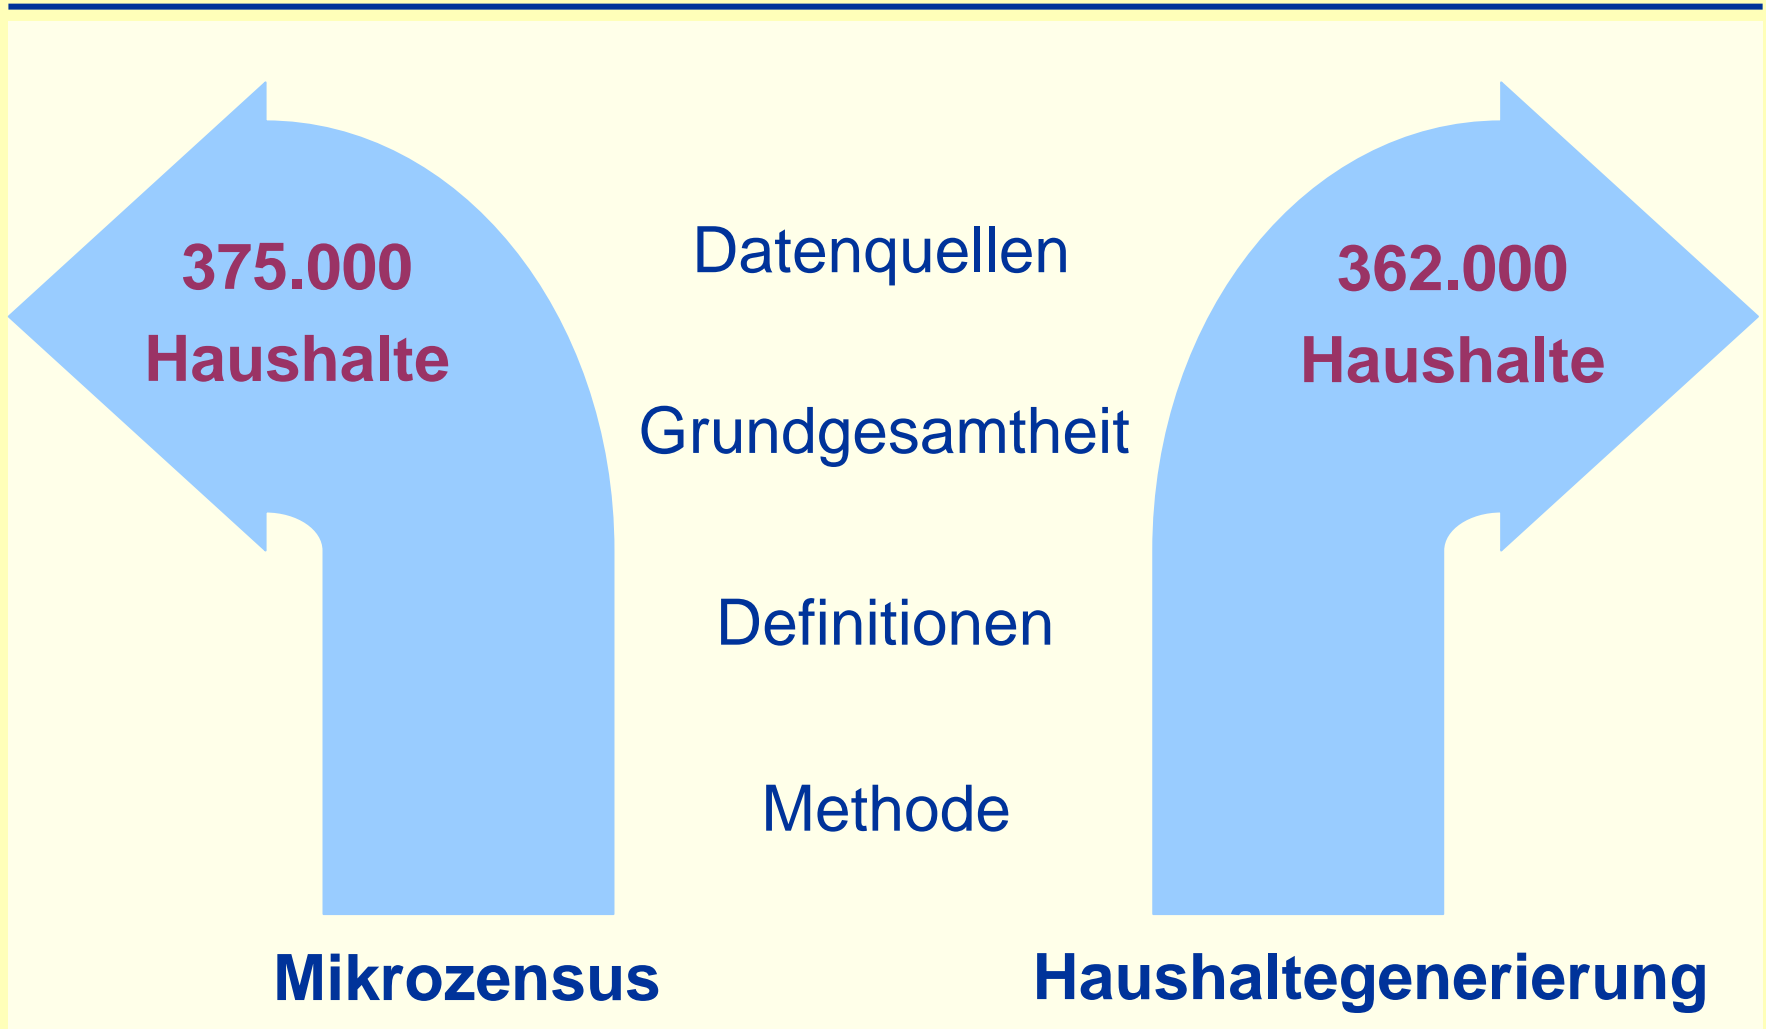 375.000
Haushalte
Datenquellen
Grundgesamtheit
Definitionen
Methode
362.000
Haushalte
Mikrozensus
Haushaltegenerierung